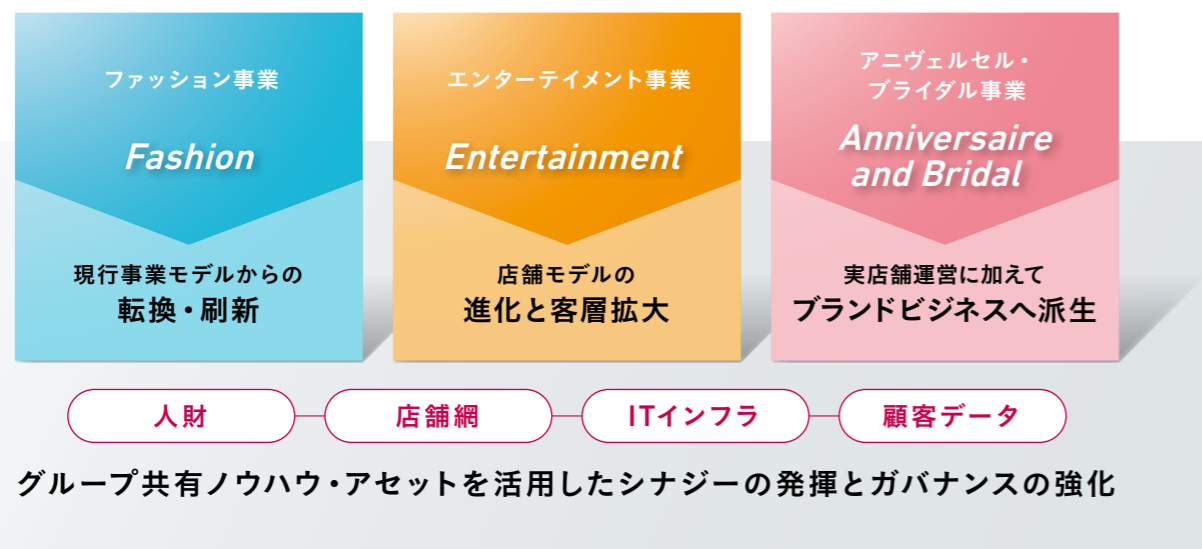 ファッション事業
Fashion
現行事業モデルからの
転換・刷新
エンターテイメント事業
Entertainment
店舗モデルの
進化と客層拡大
アニヴェルセル・
ブライダル事業
Anniversaire
and Bridal
実店舗運営に加えて
ブランドビジネスへ派生
人財
店舗網
ITインフラ
顧客データ
グループ共有ノウハウ・アセットを活用したシナジーの発揮とガバナンスの強化